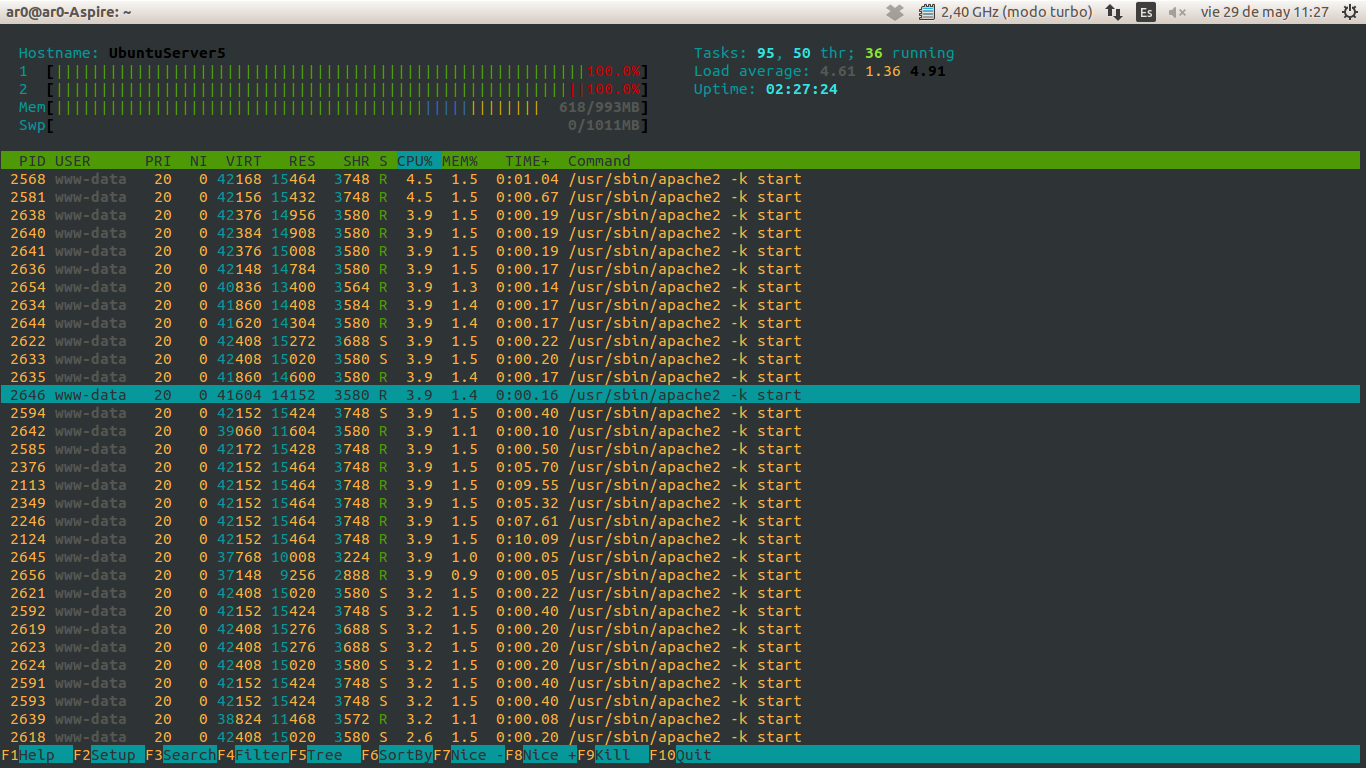 ar0@ar0-Aspire: ~ 2,40 GHz (modo turbo) Es vie 29 de may 11:27
Hostname: UbuntuServer5 Tasks: 95, 50 thr; 36 running
1 [||||||||||||||||||||||||||||||||||||||||||||||||||||||||||||100.0%] Load average: 4.61 1.36 4.91
2 [||||||||||||||||||||||||||||||||||||||||||||||||||||||||||||100.0%] Uptime: 02:27:24
Mem[|||||||||||||||||||||||||||||||||||||||||||||||||||||| 618/993MB]
Swp[ 0/1011MB]
PID USER PRI NI VIRT RES SHR S CPU% MEM% TIME+ Command
2568 www-data 20 0 42168 15464 3748 R 4.5 1.5 0:01.04 /usr/sbin/apache2 -k start
2581 www-data 20 0 42156 15432 3748 R 4.5 1.5 0:00.67 /usr/sbin/apache2 -k start
2638 www-data 20 0 42376 14956 3580 R 3.9 1.5 0:00.19 /usr/sbin/apache2 -k start
2640 www-data 20 0 42384 14908 3580 R 3.9 1.5 0:00.19 /usr/sbin/apache2 -k start
2641 www-data 20 0 42376 15008 3580 R 3.9 1.5 0:00.19 /usr/sbin/apache2 -k start
2636 www-data 20 0 42148 14784 3580 R 3.9 1.5 0:00.17 /usr/sbin/apache2 -k start
2654 www-data 20 0 40836 13400 3564 R 3.9 1.3 0:00.14 /usr/sbin/apache2 -k start
2634 www-data 20 0 41860 14408 3584 R 3.9 1.4 0:00.17 /usr/sbin/apache2 -k start
2644 www-data 20 0 41620 14304 3580 R 3.9 1.4 0:00.17 /usr/sbin/apache2 -k start
2622 www-data 20 0 42408 15272 3688 S 3.9 1.5 0:00.22 /usr/sbin/apache2 -k start
2633 www-data 20 0 42408 15020 3580 S 3.9 1.5 0:00.20 /usr/sbin/apache2 -k start
2635 www-data 20 0 41860 14600 3580 R 3.9 1.4 0:00.17 /usr/sbin/apache2 -k start
2646 www-data 20 0 41604 14152 3580 R 3.9 1.4 0:00.16 /usr/sbin/apache2 -k start
2594 www-data 20 0 42152 15424 3748 S 3.9 1.5 0:00.40 /usr/sbin/apache2 -k start
2642 www-data 20 0 39060 11604 3580 R 3.9 1.1 0:00.10 /usr/sbin/apache2 -k start
2585 www-data 20 0 42172 15428 3748 R 3.9 1.5 0:00.50 /usr/sbin/apache2 -k start
2376 www-data 20 0 42152 15464 3748 R 3.9 1.5 0:05.70 /usr/sbin/apache2 -k start
2113 www-data 20 0 42152 15464 3748 R 3.9 1.5 0:09.55 /usr/sbin/apache2 -k start
2349 www-data 20 0 42152 15464 3748 R 3.9 1.5 0:05.32 /usr/sbin/apache2 -k start
2246 www-data 20 0 42152 15464 3748 R 3.9 1.5 0:07.61 /usr/sbin/apache2 -k start
2124 www-data 20 0 42152 15464 3748 R 3.9 1.5 0:10.09 /usr/sbin/apache2 -k start
2645 www-data 20 0 37768 10008 3224 R 3.9 1.0 0:00.05 /usr/sbin/apache2 -k start
2656 www-data 20 0 37148 9256 2888 R 3.9 0.9 0:00.05 /usr/sbin/apache2 -k start
2621 www-data 20 0 42408 15020 3580 S 3.2 1.5 0:00.22 /usr/sbin/apache2 -k start
2592 www-data 20 0 42152 15424 3748 S 3.2 1.5 0:00.40 /usr/sbin/apache2 -k start
2619 www-data 20 0 42408 15276 3688 S 3.2 1.5 0:00.20 /usr/sbin/apache2 -k start
2623 www-data 20 0 42408 15276 3688 S 3.2 1.5 0:00.20 /usr/sbin/apache2 -k start
2624 www-data 20 0 42408 15020 3580 S 3.2 1.5 0:00.20 /usr/sbin/apache2 -k start
2591 www-data 20 0 42152 15424 3748 S 3.2 1.5 0:00.40 /usr/sbin/apache2 -k start
2593 www-data 20 0 42152 15424 3748 S 3.2 1.5 0:00.40 /usr/sbin/apache2 -k start
2639 www-data 20 0 38824 11468 3572 R 3.2 1.1 0:00.08 /usr/sbin/apache2 -k start
2618 www-data 20 0 42408 15020 3580 S 2.6 1.5 0:00.20 /usr/sbin/apache2 -k start
F1Help F2Setup F3SearchF4FilterF5Tree F6SortByF7Nice -F8Nice +F9Kill F10Quit